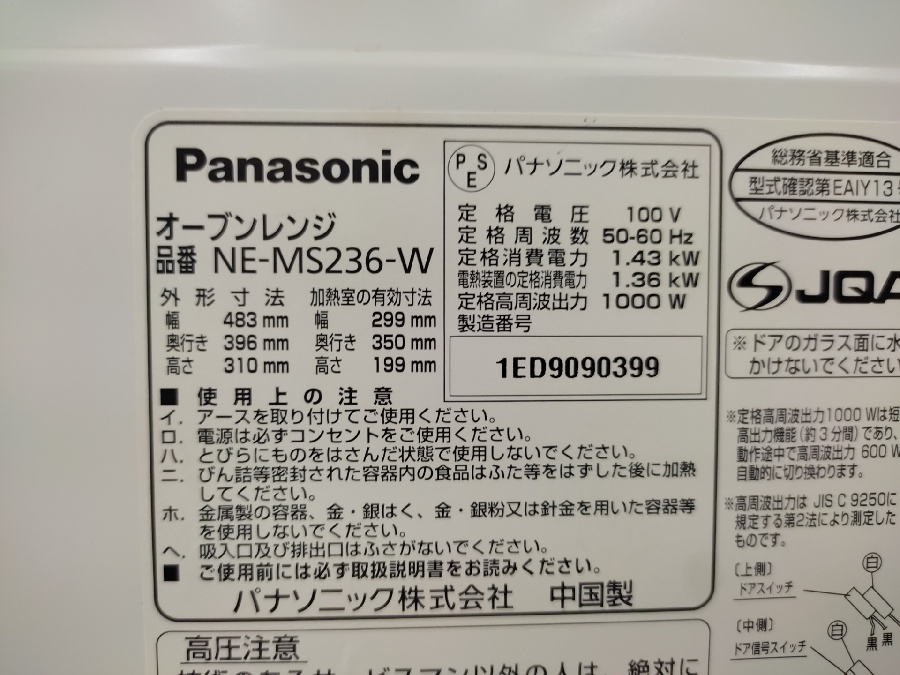 Panasonic
オーブンレンジ
品番 NE-MS236-W
外形寸法 加熱室の有効寸法
幅 483 mm 幅 299 mm
奥行き 396 mm 奥行き 350 mm
高さ 310 mm 高さ 199 mm
PSE パナソニック株式会社
定格電圧 100 V
定格周波数 50-60 Hz
定格消費電力 1.43 kW
電熱装置の定格消費電力 1.36 kW
定格高周波出力 1000 W
製造番号
1ED9090399
■ 使用上の注意
イ. アースを取り付けてご使用ください。
ロ. 電源は必ずコンセントをご使用ください。
ハ. とびらにものをはさんだ状態で使用しないでください。
ニ. びん詰等密封された容器内の食品はふた等をはずした後に加熱
してください。
ホ. 金属製の容器、金・銀はく、金・銀粉又は針金を用いた容器等
を使用しないでください。
ヘ. 吸入口及び排出口はふさがないでください。
■ ご使用前には必ず取扱説明書をお読みください。
パナソニック株式会社 中国製
高圧注意
総務省基準適合
型式確認第EAIY13
パナソニック株式会社
JQA
※ドアのガラス面に水
かけないでください
※定格高周波出力1000 Wは短
高出力機能(約3分間)であり、
動作途中で高周波出力 600 W
自動的に切り換わります。
※高周波出力は JIS C 9250に
規定する第2法により測定した
ものです。
〔上側〕
ドアスイッチ
白
黒
黒
〔中側〕
ドア信号スイッチ
白